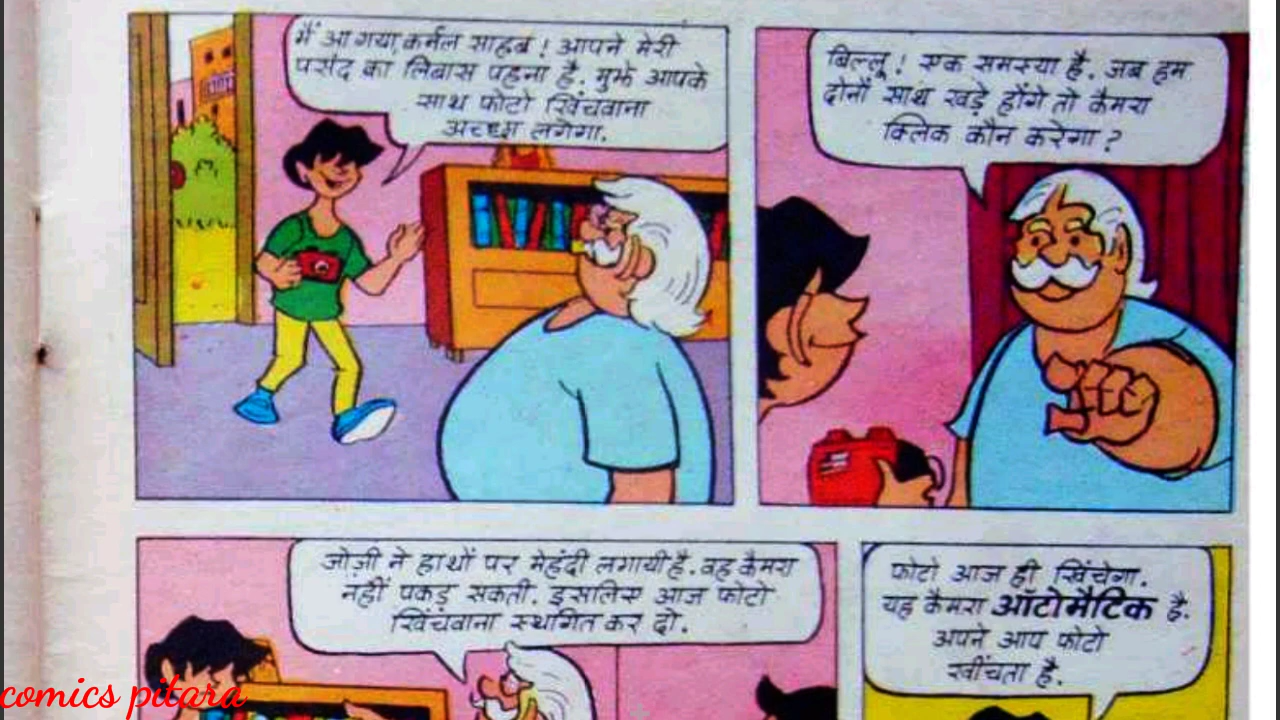 मैं आ गया, कर्नल साहब! आपने मेरी
पसंद का लिबास पहना है. मुझे आपके
साथ फोटो खिंचवाना
अच्छा लगेगा.
बिल्लू! एक समस्या है. जब हम
दोनों साथ खड़े होंगे तो कैमरा
क्लिक कौन करेगा?
जोज़ी ने हाथों पर मेहंदी लगायी है. वह कैमरा
नहीं पकड़ सकती. इसलिए आज फोटो
खिंचवाना स्थगित कर दो.
फोटो आज ही खिंचेगा.
यह कैमरा ऑटोमैटिक है.
अपने आप फोटो
खींचता है.
comics pitara